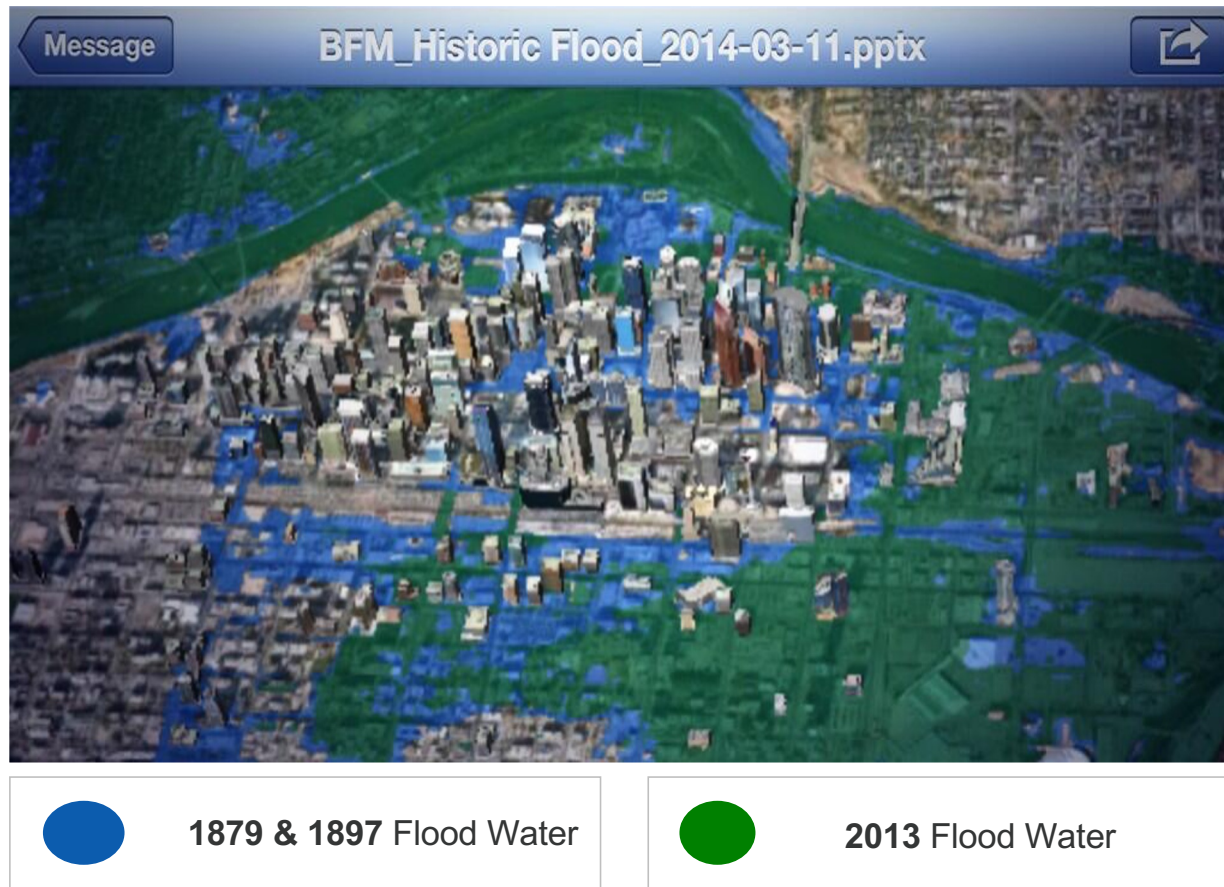 Message
BFM_Historic Flood_2014-03-11.pptx
1879 & 1897 Flood Water
2013 Flood Water